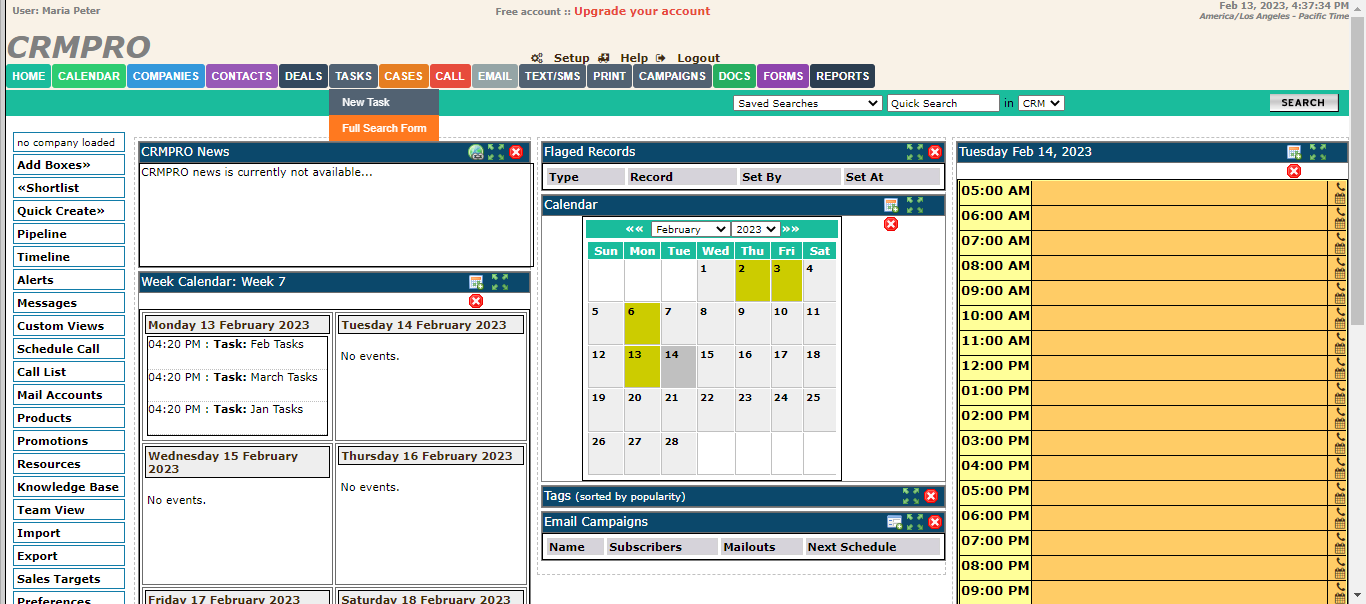 User: Maria Peter
Free account :: Upgrade your account
Feb 13, 2023, 4:37:34 PM
America/Los Angeles - Pacific Time
CRMPRO
Setup Help Logout
HOME CALENDAR COMPANIES CONTACTS DEALS TASKS CASES CALL EMAIL TEXT/SMS PRINT CAMPAIGNS DOCS FORMS REPORTS
New Task
Full Search Form
Saved Searches Quick Search in CRM SEARCH
no company loaded
Add Boxes»
«Shortlist
Quick Create»
Pipeline
Timeline
Alerts
Messages
Custom Views
Schedule Call
Call List
Mail Accounts
Products
Promotions
Resources
Knowledge Base
Team View
Import
Export
Sales Targets
Preferences
CRMPRO News
CRMPRO news is currently not available...
Week Calendar: Week 7
Monday 13 February 2023
04:20 PM : Task: Feb Tasks
04:20 PM : Task: March Tasks
04:20 PM : Task: Jan Tasks
Tuesday 14 February 2023
No events.
Wednesday 15 February
2023
No events.
Thursday 16 February 2023
No events.
Friday 17 February 2023
Saturday 18 February 2023
Flaged Records
Type Record Set By Set At
Calendar
«« February 2023 »»
Sun Mon Tue Wed Thu Fri Sat
1 2 3 4
5 6 7 8 9 10 11
12 13 14 15 16 17 18
19 20 21 22 23 24 25
26 27 28
Tags (sorted by popularity)
Email Campaigns
Name Subscribers Mailouts Next Schedule
Tuesday Feb 14, 2023
05:00 AM
06:00 AM
07:00 AM
08:00 AM
09:00 AM
10:00 AM
11:00 AM
12:00 PM
01:00 PM
02:00 PM
03:00 PM
04:00 PM
05:00 PM
06:00 PM
07:00 PM
08:00 PM
09:00 PM